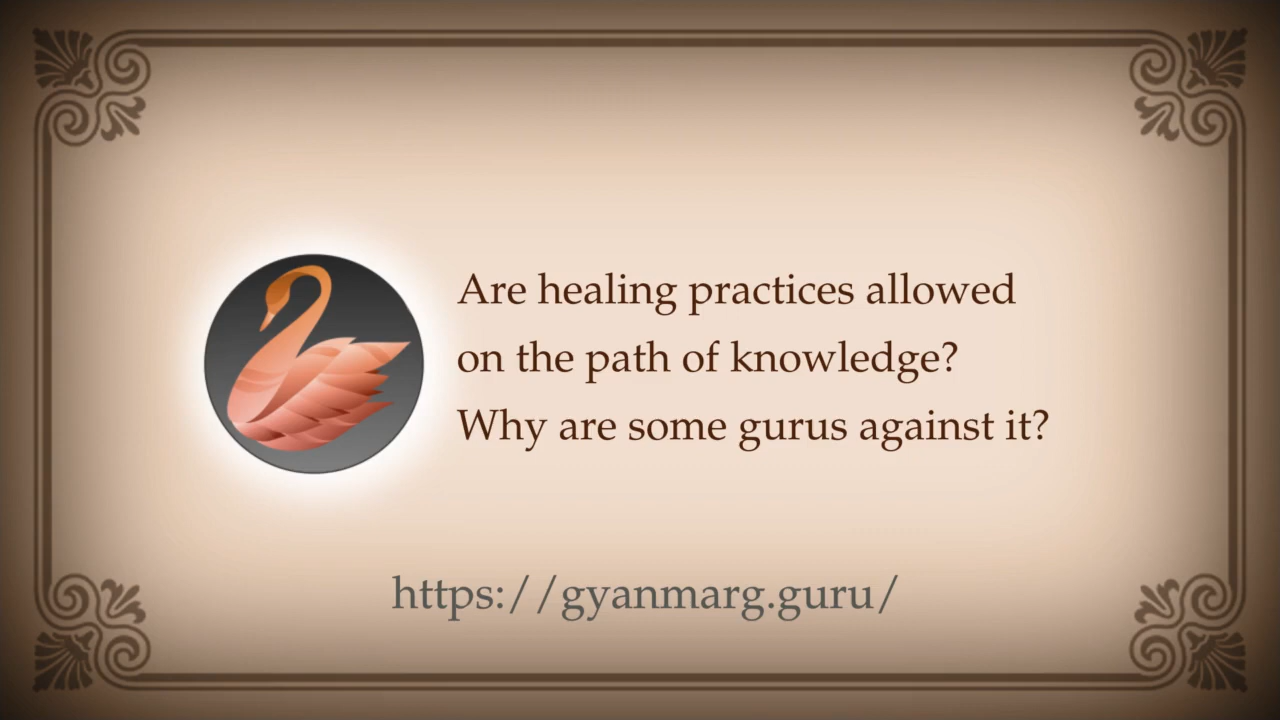 Are healing practices allowed
on the path of knowledge?
Why are some gurus against it?
https://gyanmarg.guru/